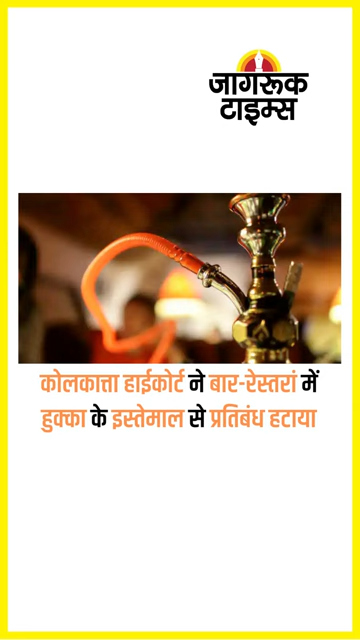 जागरूक
टाइम्स
कोलकात्ता हाईकोर्ट ने बार-रेस्तरां में
हुक्का के इस्तेमाल से प्रतिबंध हटाया